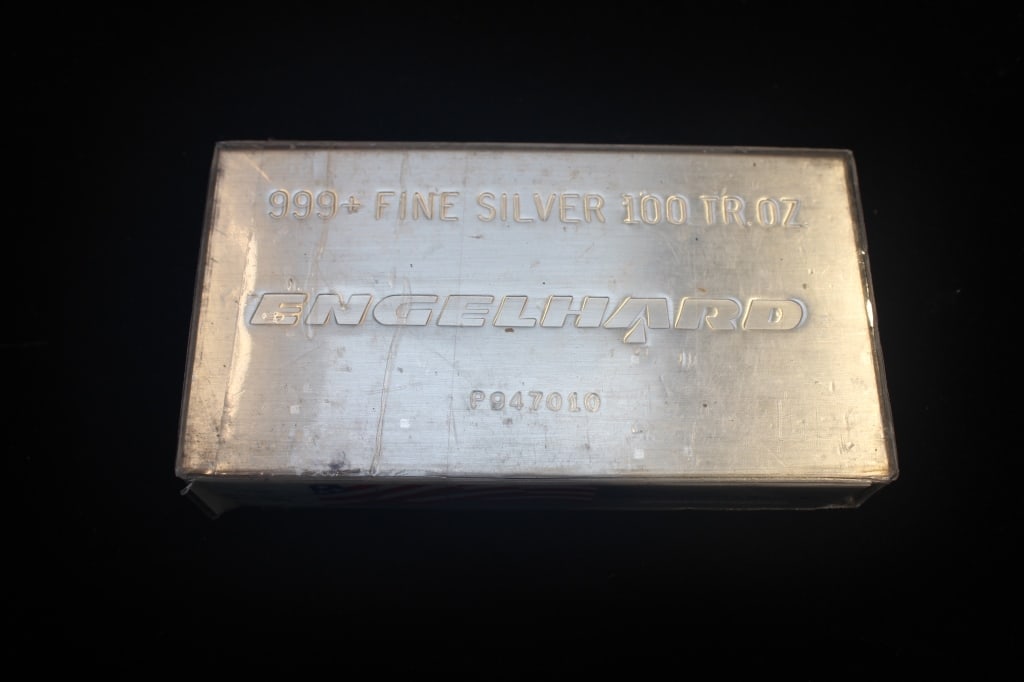 999+ FINE SILVER 100 TR.OZ
ENGELHARD
P947010